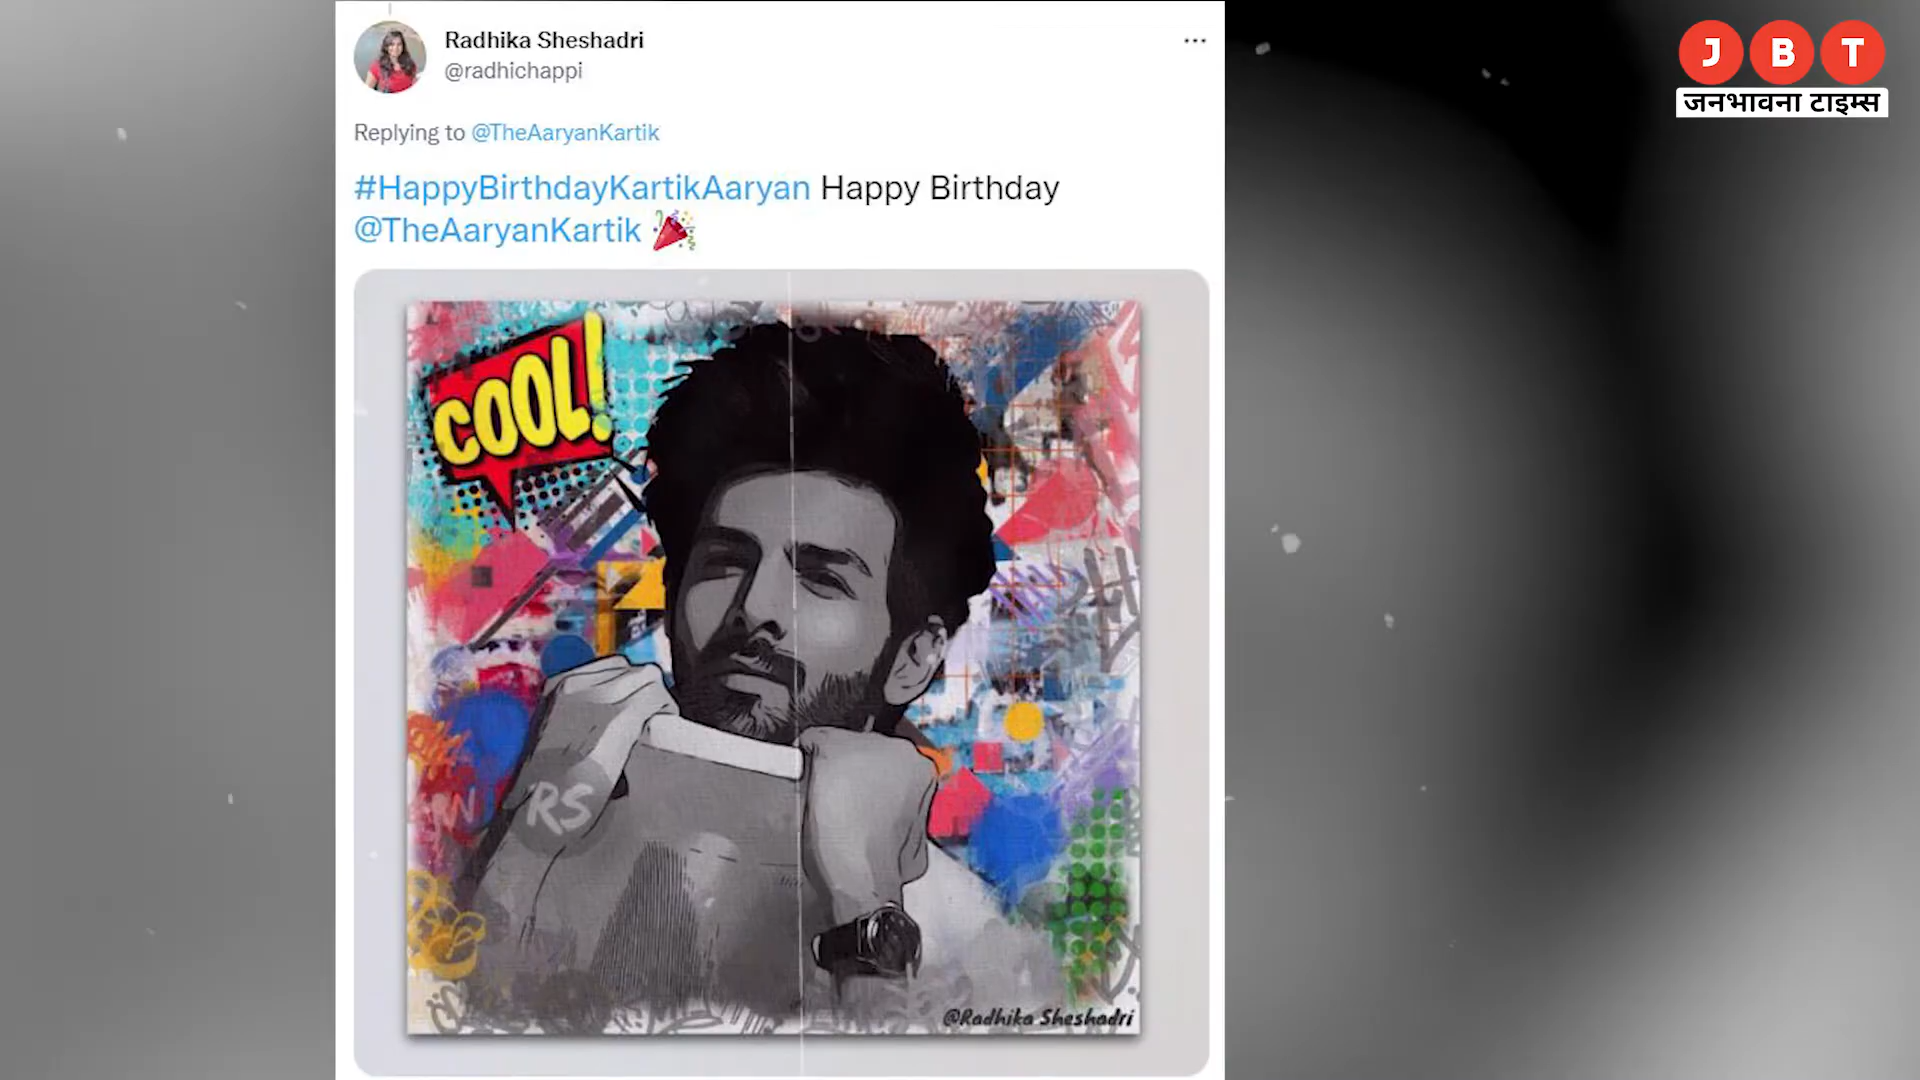 Radhika Sheshadri
@radhichappi
Replying to @TheAaryanKartik
#HappyBirthdayKartikAaryan Happy Birthday
@TheAaryanKartik
COOL!
RS
@Radhika Sheshadri
J B T
जनभावना टाइम्स